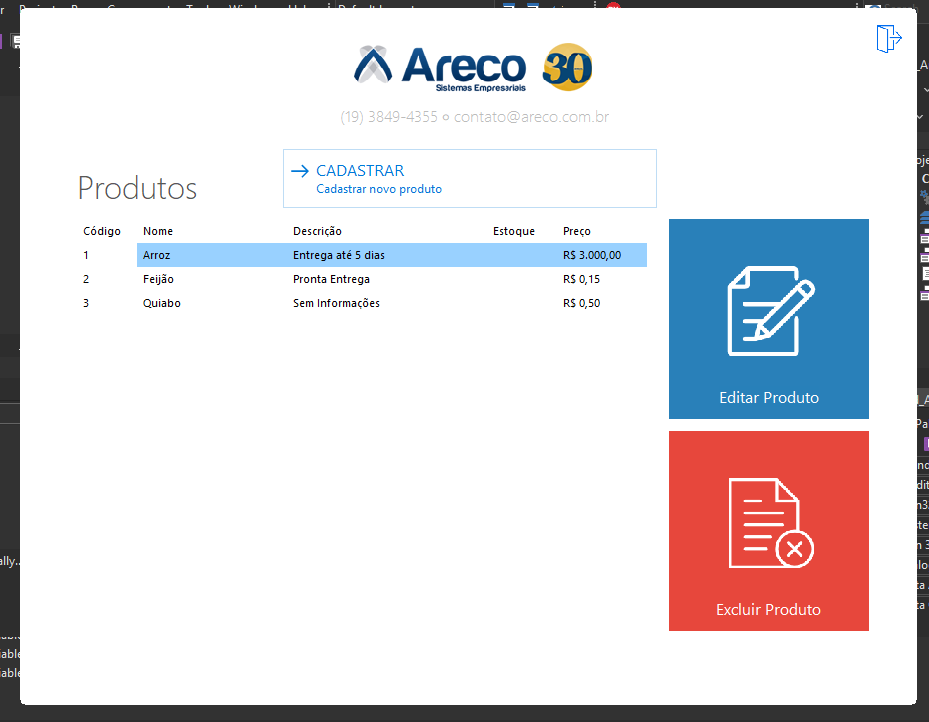 Areco 30
Sistemas Empresariais
(19) 3849-4355 ○ contato@areco.com.br
CADASTRAR
Cadastrar novo produto
Produtos
Código Nome Descrição Estoque Preço
1 Arroz Entrega até 5 dias R$ 3.000,00
2 Feijão Pronta Entrega R$ 0,15
3 Quiabo Sem Informações R$ 0,50
Editar Produto
Excluir Produto